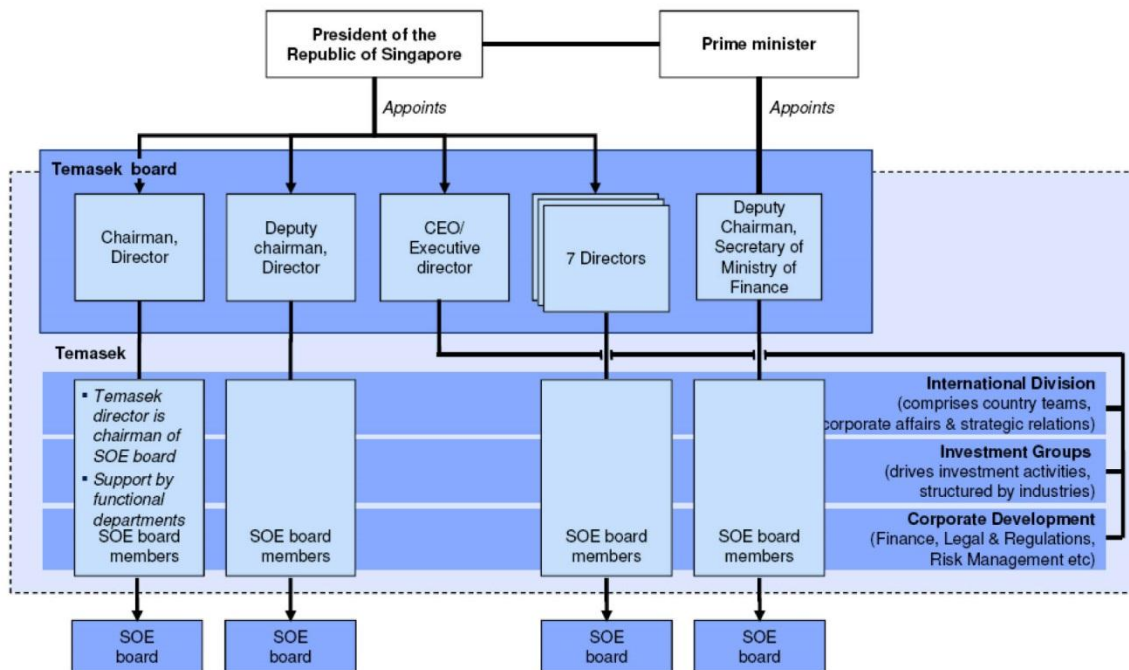 President of the
Republic of Singapore
Prime minister
Appoints
Appoints
Temasek board
Chairman,
Director
Deputy
chairman,
Director
CEO/
Executive
director
7 Directors
Deputy
Chairman,
Secretary of
Ministry of
Finance
Temasek
▪ Temasek
director is
chairman of
SOE board
▪ Support by
functional
departments
SOE board
members
SOE board
members
SOE board
members
SOE board
members
International Division
(comprises country teams,
corporate affairs & strategic relations)
Investment Groups
(drives investment activities,
structured by industries)
Corporate Development
(Finance, Legal & Regulations,
Risk Management etc)
SOE
board
SOE
board
SOE
board
SOE
board